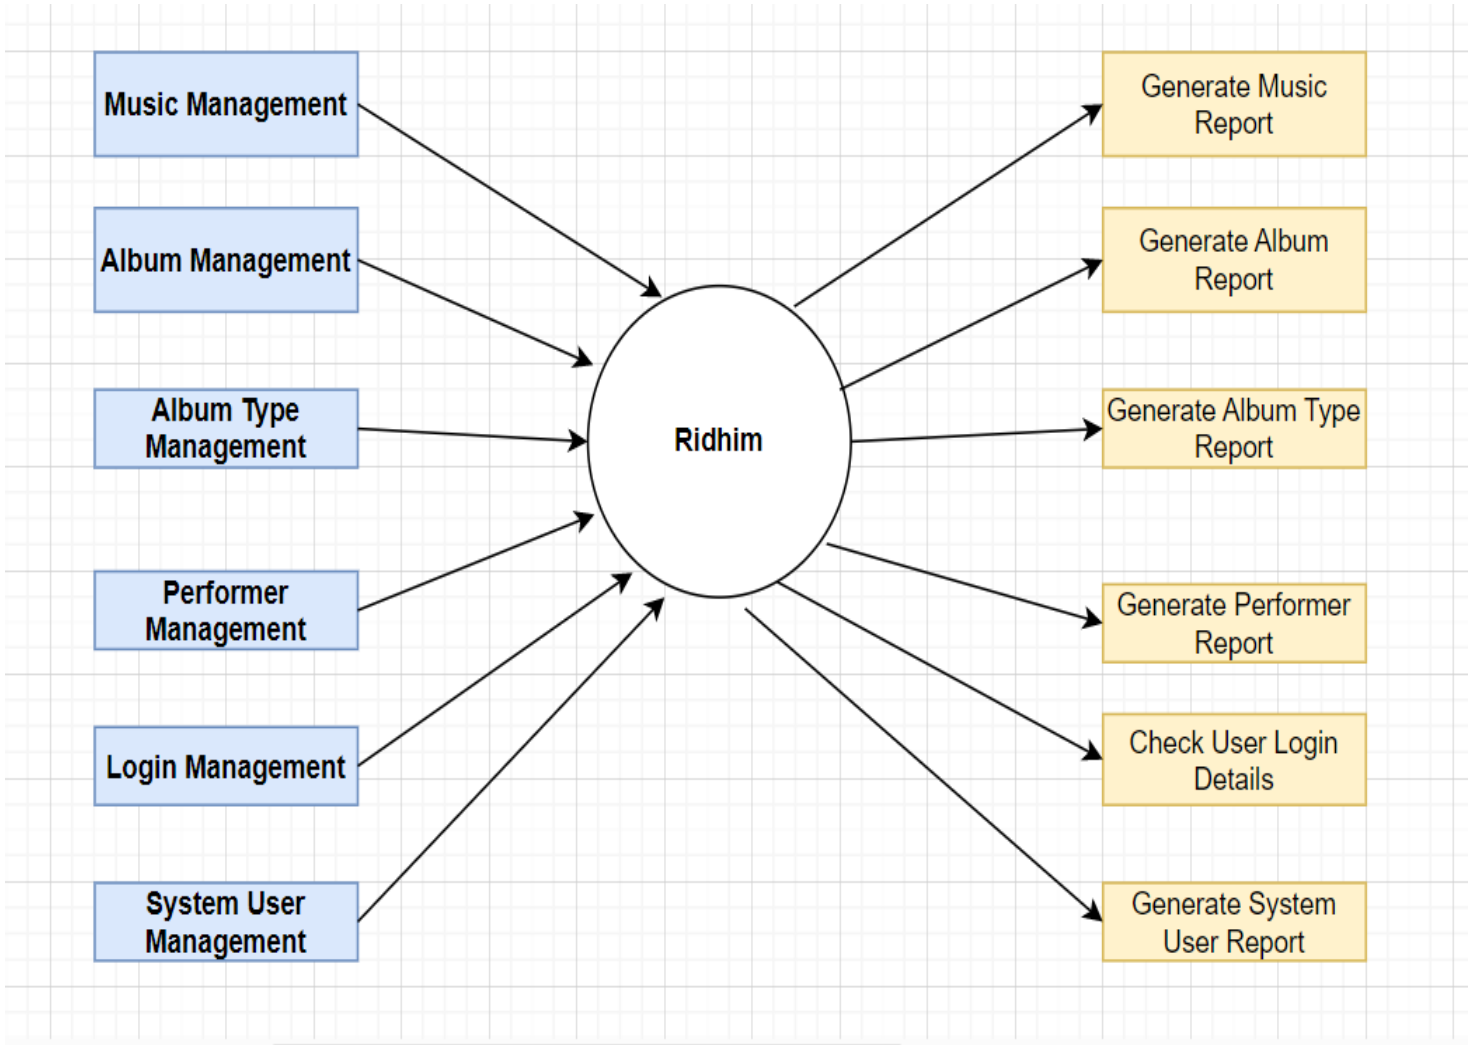 Music Management
Album Management
Album Type
Management
Performer
Management
Login Management
System User
Management
Ridhim
Generate Music
Report
Generate Album
Report
Generate Album Type
Report
Generate Performer
Report
Check User Login
Details
Generate System
User Report